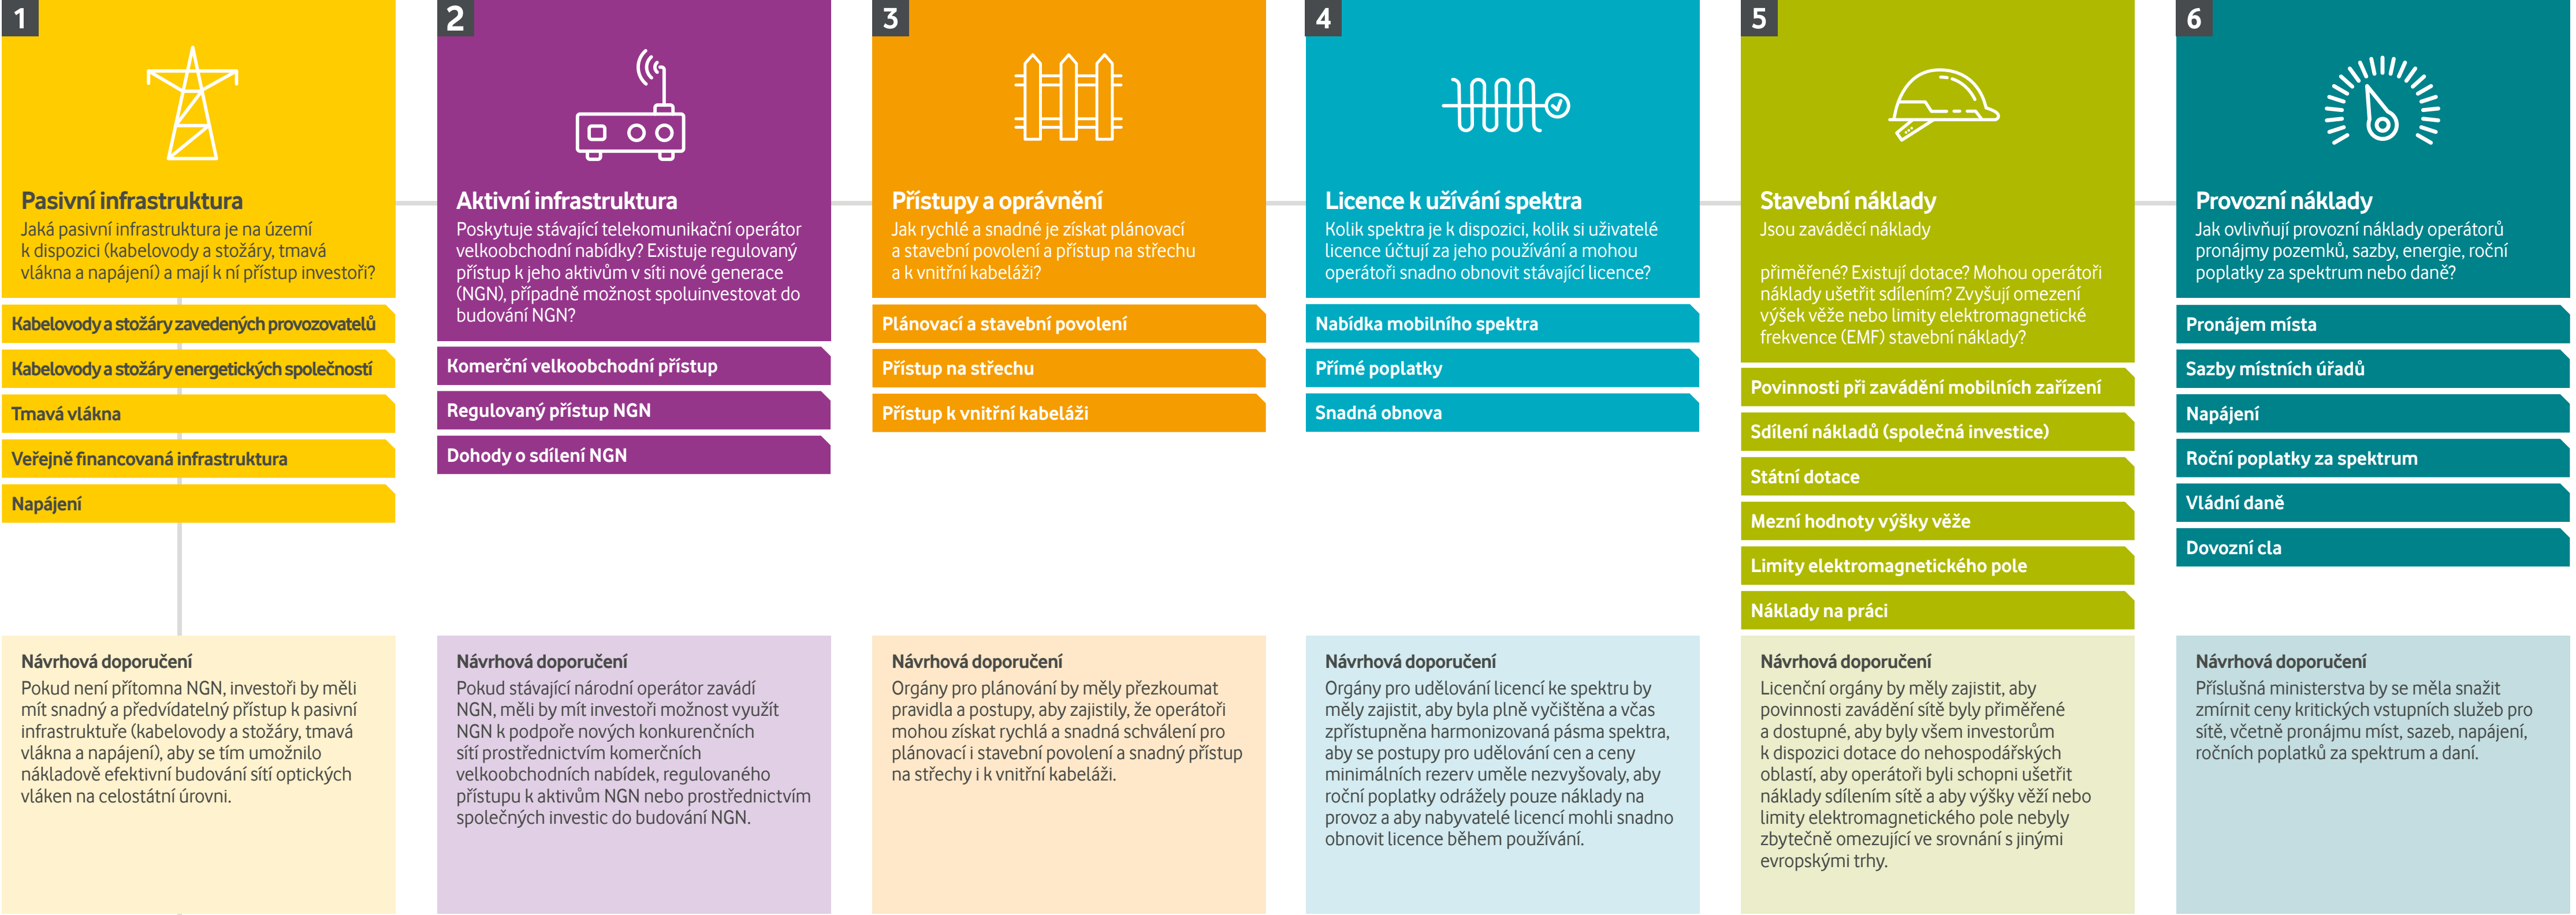 1
Pasivní infrastruktura
Jaká pasivní infrastruktura je na území
k dispozici (kabelovody a stožáry, tmavá
vlákna a napájení) a mají k ní přístup investoři?
Kabelovody a stožáry zavedených provozovatelů
Kabelovody a stožáry energetických společností
Tmavá vlákna
Veřejně financovaná infrastruktura
Napájení
Návrhová doporučení
Pokud není přítomna NGN, investoři by měli
mít snadný a předvídatelný přístup k pasivní
infrastruktuře (kabelovody a stožáry, tmavá
vlákna a napájení), aby se tím umožnilo
nákladově efektivní budování sítí optických
vláken na celostátní úrovni.
2
Aktivní infrastruktura
Poskytuje stávající telekomunikační operátor
velkoobchodní nabídky? Existuje regulovaný
přístup k jeho aktivům v síti nové generace
(NGN), případně možnost spoluinvestovat do
budování NGN?
Komerční velkoobchodní přístup
Regulovaný přístup NGN
Dohody o sdílení NGN
Návrhová doporučení
Pokud stávající národní operátor zavádí
NGN, měli by mít investoři možnost využít
NGN k podpoře nových konkurenčních
sítí prostřednictvím komerčních
velkoobchodních nabídek, regulovaného
přístupu k aktivům NGN nebo prostřednictvím
společných investic do budování NGN.
3
Přístupy a oprávnění
Jak rychlé a snadné je získat plánovací
a stavební povolení a přístup na střechu
a k vnitřní kabeláži?
Plánovací a stavební povolení
Přístup na střechu
Přístup k vnitřní kabeláži
Návrhová doporučení
Orgány pro plánování by měly přezkoumat
pravidla a postupy, aby zajistily, že operátoři
mohou získat rychlá a snadná schválení pro
plánovací i stavební povolení a snadný přístup
na střechy i k vnitřní kabeláži.
4
Licence k užívání spektra
Kolik spektra je k dispozici, kolik si uživatelé
licence účtují za jeho používání a mohou
operátoři snadno obnovit stávající licence?
Nabídka mobilního spektra
Přímé poplatky
Snadná obnova
Návrhová doporučení
Orgány pro udělování licencí ke spektru by
měly zajistit, aby byla plně vyčištěna a včas
zpřístupněna harmonizovaná pásma spektra,
aby se postupy pro udělování cen a ceny
minimálních rezerv uměle nezvyšovaly, aby
roční poplatky odrážely pouze náklady na
provoz a aby nabyvatelé licencí mohli snadno
obnovit licence během používání.
5
Stavební náklady
Jsou zaváděcí náklady
přiměřené? Existují dotace? Mohou operátoři
náklady ušetřit sdílením? Zvyšují omezení
výšek věže nebo limity elektromagnetické
frekvence (EMF) stavební náklady?
Povinnosti při zavádění mobilních zařízení
Sdílení nákladů (společná investice)
Státní dotace
Mezní hodnoty výšky věže
Limity elektromagnetického pole
Náklady na práci
Návrhová doporučení
Licenční orgány by měly zajistit, aby
povinnosti zavádění sítě byly přiměřené
a dostupné, aby byly všem investorům
k dispozici dotace do nehospodářských
oblastí, aby operátoři byli schopni ušetřit
náklady sdílením sítě a aby výšky věží nebo
limity elektromagnetického pole nebyly
zbytečně omezující ve srovnání s jinými
evropskými trhy.
6
Provozní náklady
Jak ovlivňují provozní náklady operátorů
pronájmy pozemků, sazby, energie, roční
poplatky za spektrum nebo daně?
Pronájem místa
Sazby místních úřadů
Napájení
Roční poplatky za spektrum
Vládní daně
Dovozní cla
Návrhová doporučení
Příslušná ministerstva by se měla snažit
zmírnit ceny kritických vstupních služeb pro
sítě, včetně pronájmu míst, sazeb, napájení,
ročních poplatků za spektrum a daní.